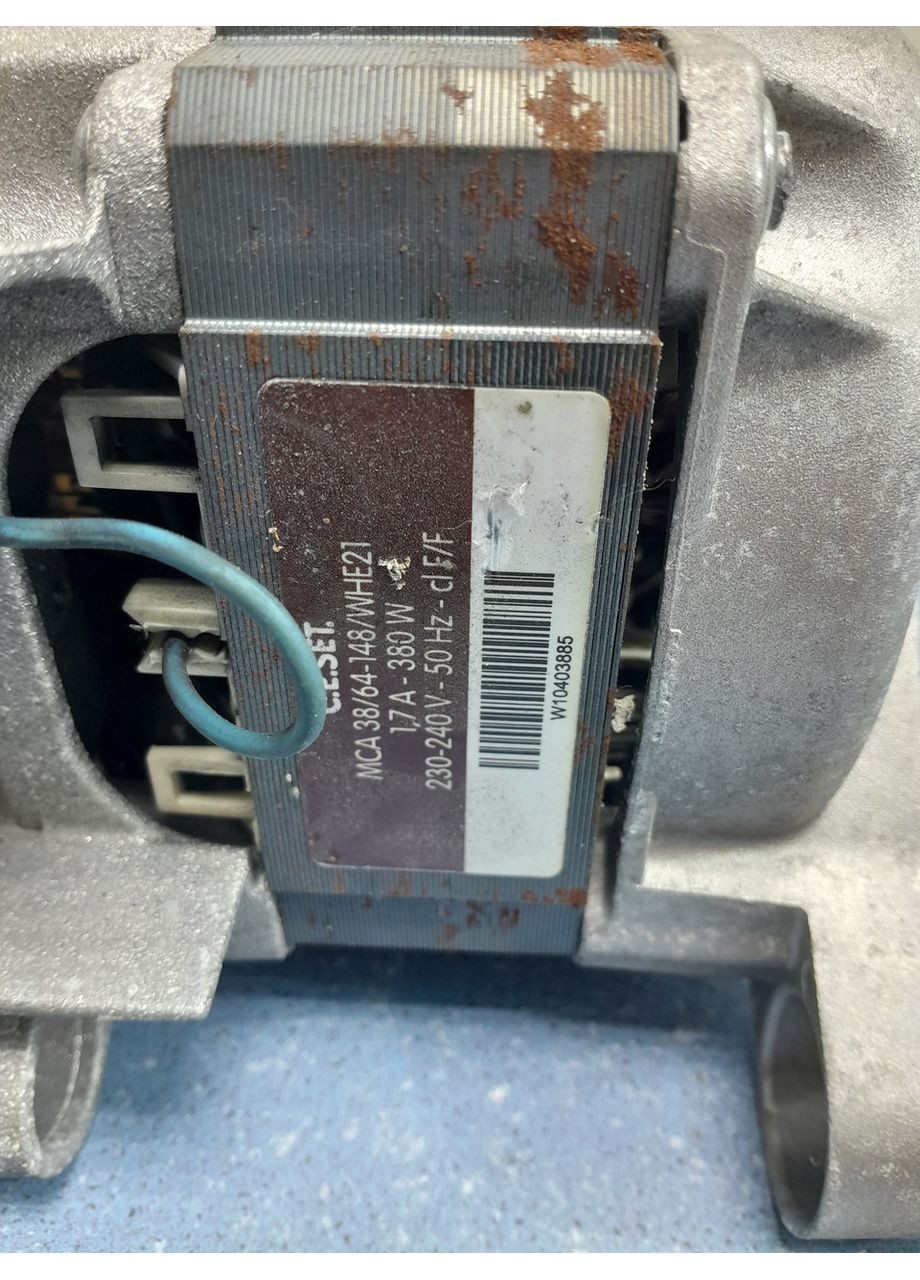 C.E.SET.
MCA 38/64-148/WHE21
1,7 A - 380 W
230-240 V - 50 Hz - cl F/F
W10403885